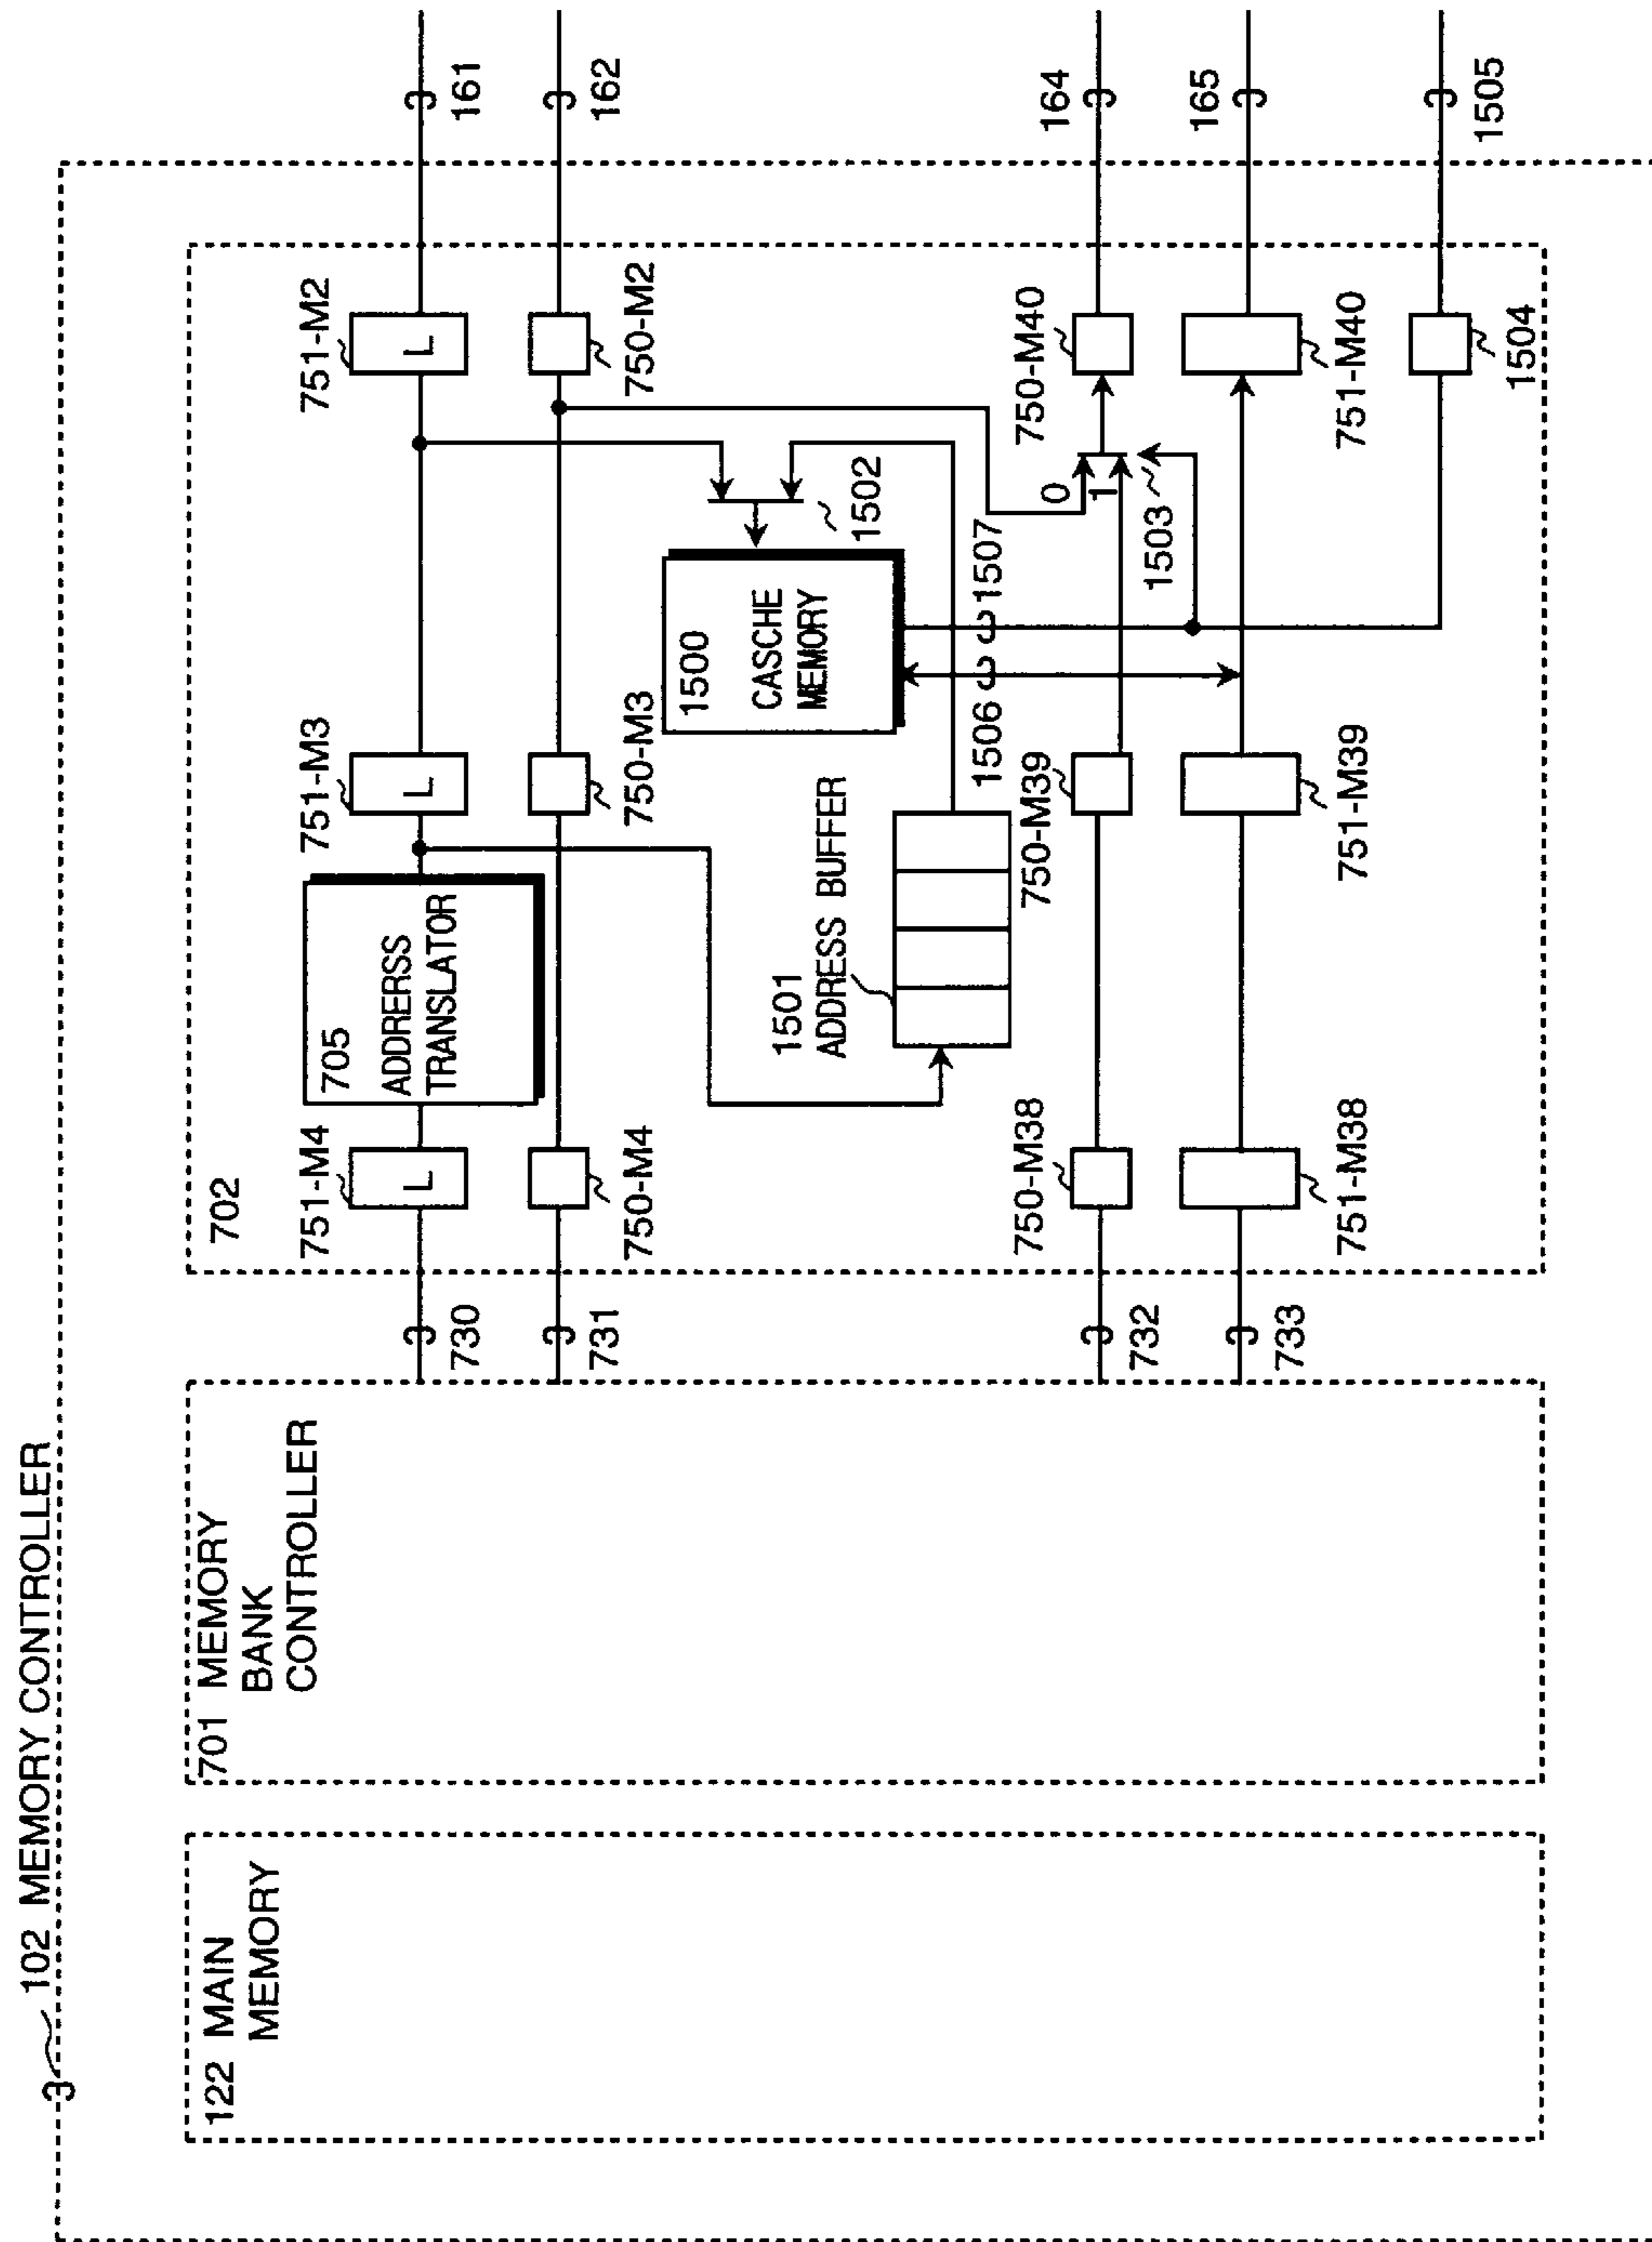 102 MEMORY CONTROLLER
122 MAIN
MEMORY
701 MEMORY
BANK
CONTROLLER
730
731
732
733
702
751-M4
L
750-M4
705
ADDRERSS
TRANSLATOR
751-M3
L
750-M3
751-M2
L
750-M2
161
162
1500
CASCHE
MEMORY
1502
1501
ADDRESS BUFFER
1506
1507
750-M38
751-M38
750-M39
751-M39
0
1
1503
750-M40
751-M40
1504
164
165
1505